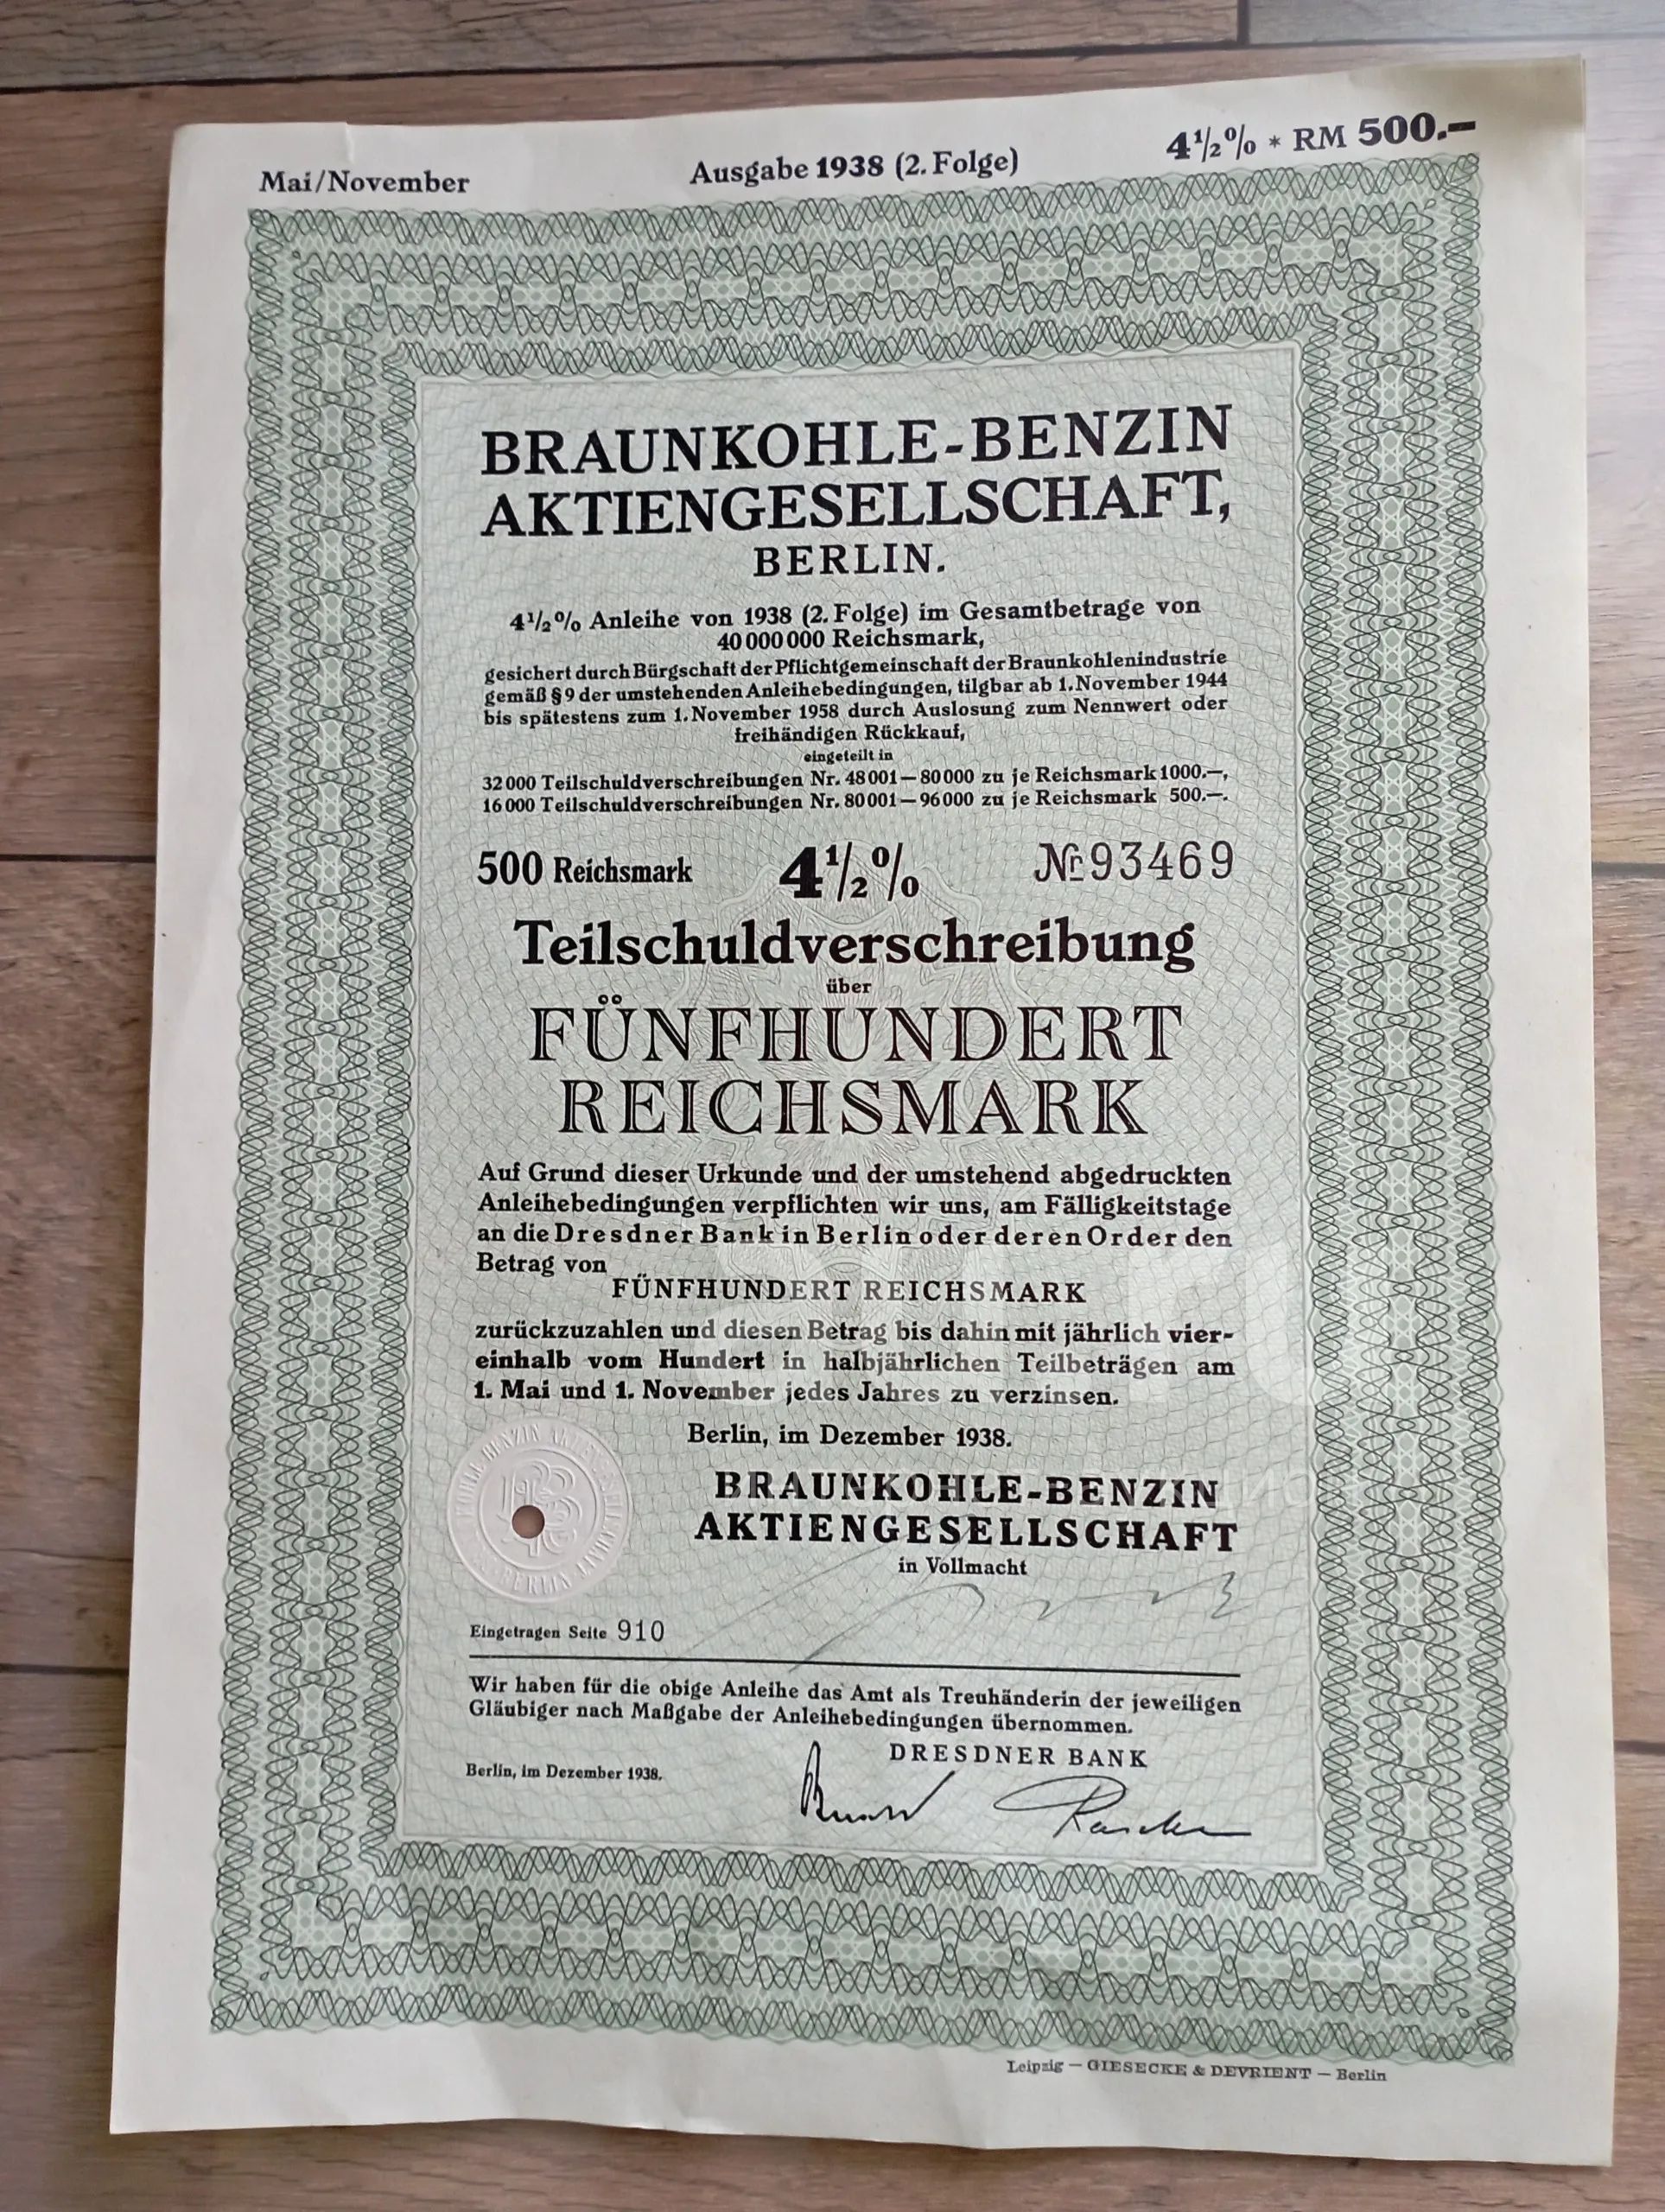 Mai/November
Ausgabe 1938 (2. Folge)
4½% * RM 500.–
BRAUNKOHLE-BENZIN
AKTIENGESELLSCHAFT,
BERLIN.
4½% Anleihe von 1938 (2. Folge) im Gesamtbetrage von
40 000 000 Reichsmark,
gesichert durch Bürgschaft der Pflichtgemeinschaft der Braunkohlenindustrie
gemäß § 9 der umstehenden Anleihebedingungen, tilgbar ab 1. November 1944
bis spätestens zum 1. November 1958 durch Auslosung zum Nennwert oder
freihändigen Rückkauf,
eingeteilt in
32 000 Teilschuldverschreibungen Nr. 48 001 – 80 000 zu je Reichsmark 1000.–,
16 000 Teilschuldverschreibungen Nr. 80 001 – 96 000 zu je Reichsmark 500.–.
500 Reichsmark 4½% № 93469
Teilschuldverschreibung
über
FÜNFHUNDERT
REICHSMARK
Auf Grund dieser Urkunde und der umstehend abgedruckten
Anleihebedingungen verpflichten wir uns, am Fälligkeitstage
an die Dresdner Bank in Berlin oder deren Order den
Betrag von
FÜNFHUNDERT REICHSMARK
zurückzuzahlen und diesen Betrag bis dahin mit jährlich vier-
einhalb vom Hundert in halbjährlichen Teilbeträgen am
1. Mai und 1. November jedes Jahres zu verzinsen.
Berlin, im Dezember 1938.
BRAUNKOHLE-BENZIN
AKTIENGESELLSCHAFT
in Vollmacht
Eingetragen Seite 910
Wir haben für die obige Anleihe das Amt als Treuhänderin der jeweiligen
Gläubiger nach Maßgabe der Anleihebedingungen übernommen.
DRESDNER BANK
Berlin, im Dezember 1938.
Leipzig — GIESECKE & DEVRIENT — Berlin